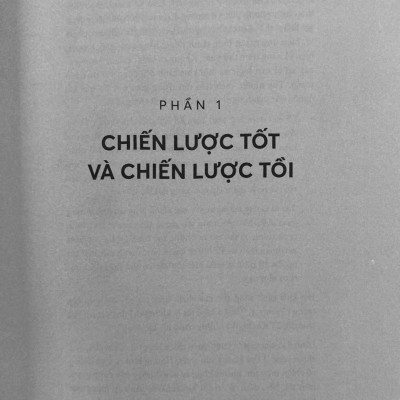 PHẦN 1
CHIẾN LƯỢC TỐT
VÀ CHIẾN LƯỢC TỒI